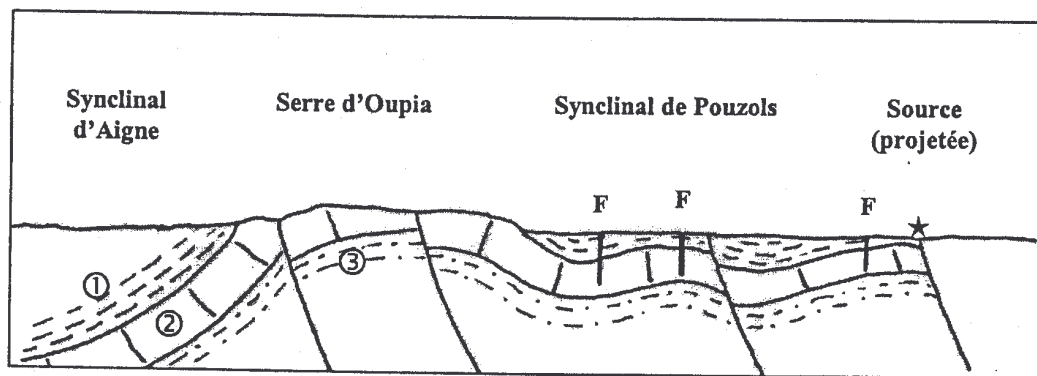 Synclinal
d'Aigne
Serre d'Oupia
Synclinal de Pouzols
Source
(projetée)
F
F
F
①
②
③